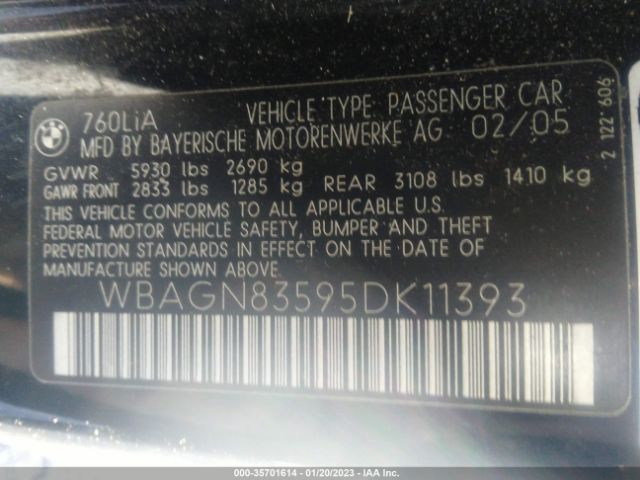 BMW
760LiA VEHICLE TYPE PASSENGER CAR
MFD BY BAYERISCHE MOTORENWERKE AG 02/05
GVWR 5930 lbs 2690 kg
GAWR FRONT 2833 lbs 1285 kg REAR 3108 lbs 1410 kg
THIS VEHICLE CONFORMS TO ALL APPLICABLE U.S.
FEDERAL MOTOR VEHICLE SAFETY, BUMPER AND THEFT
PREVENTION STANDARDS IN EFFECT ON THE DATE OF
MANUFACTURE SHOWN ABOVE.
WBAGN83595DK11393
2 122 606
000-35701614 - 01/20/2023 - IAA Inc.